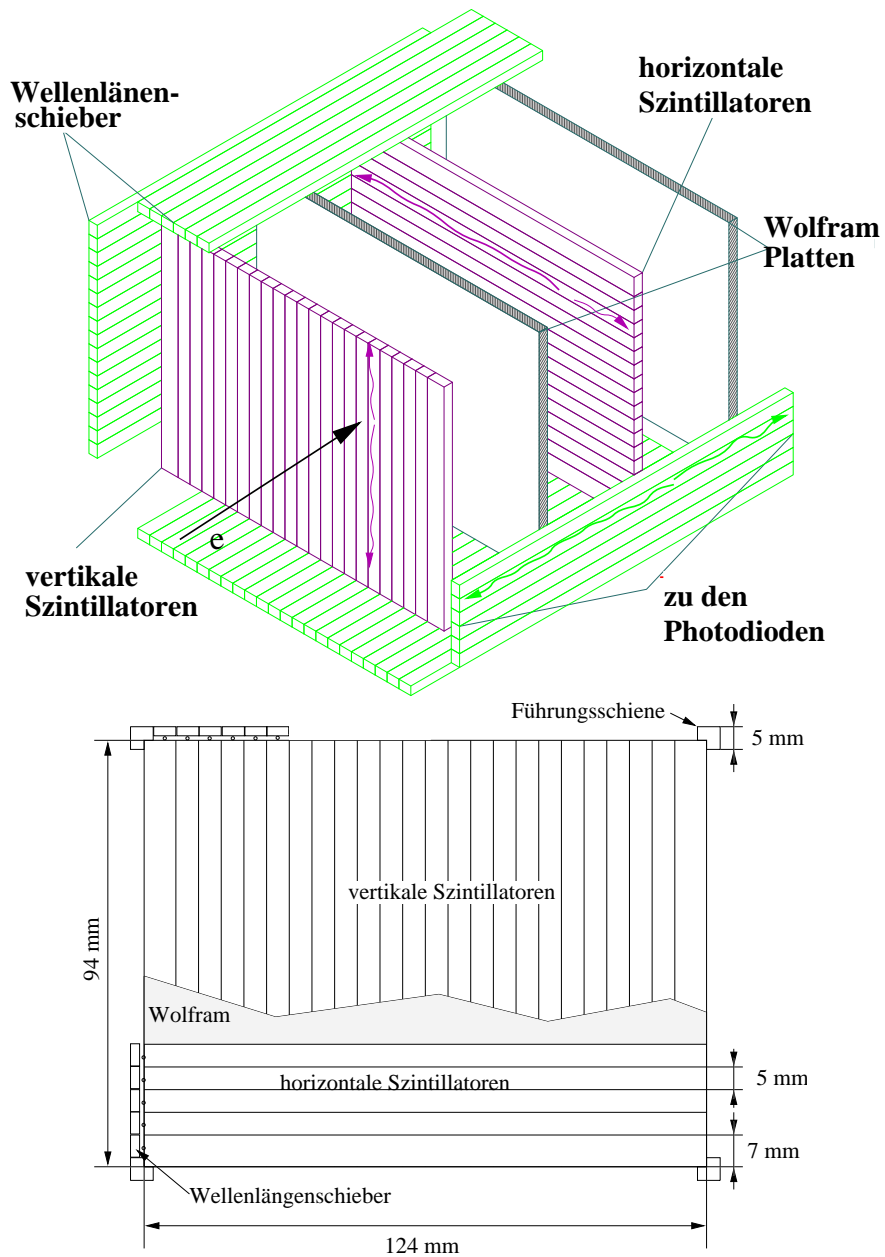 Wellenlänen-
schieber
horizontale
Szintillatoren
Wolfram
Platten
e
vertikale
Szintillatoren
zu den
Photodioden
Führungsschiene
5 mm
vertikale Szintillatoren
94 mm
Wolfram
horizontale Szintillatoren
5 mm
7 mm
Wellenlängenschieber
124 mm